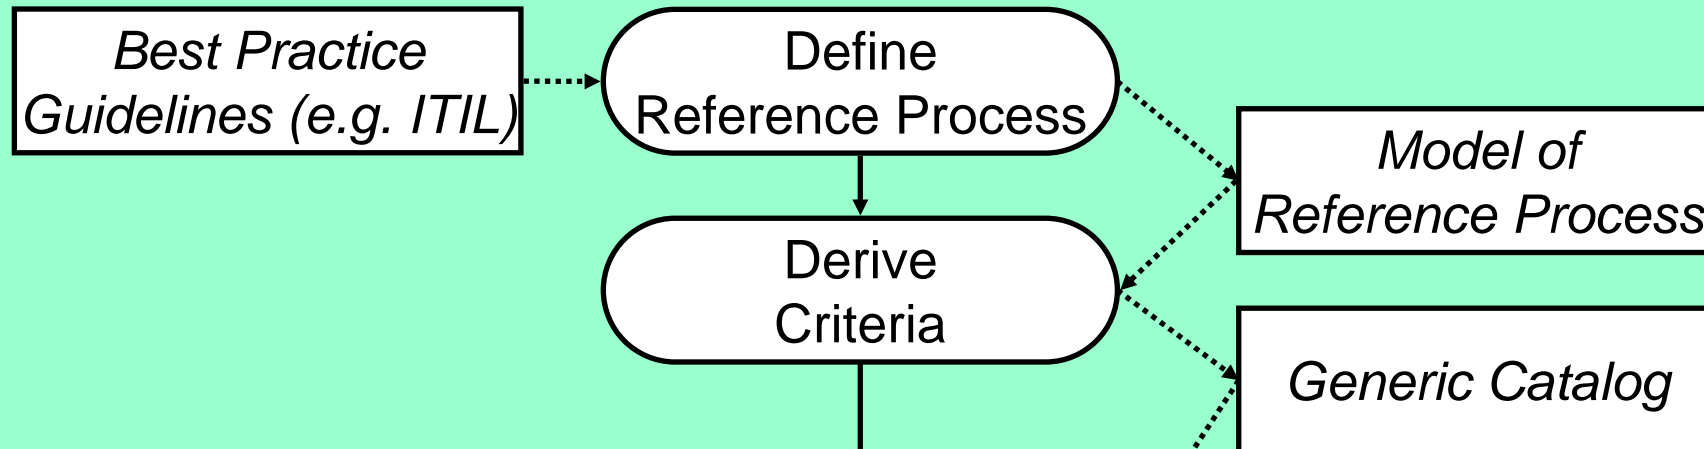 Best Practice
Guidelines (e.g. ITIL)
Define
Reference Process
Model of
Reference Process
Derive
Criteria
Generic Catalog